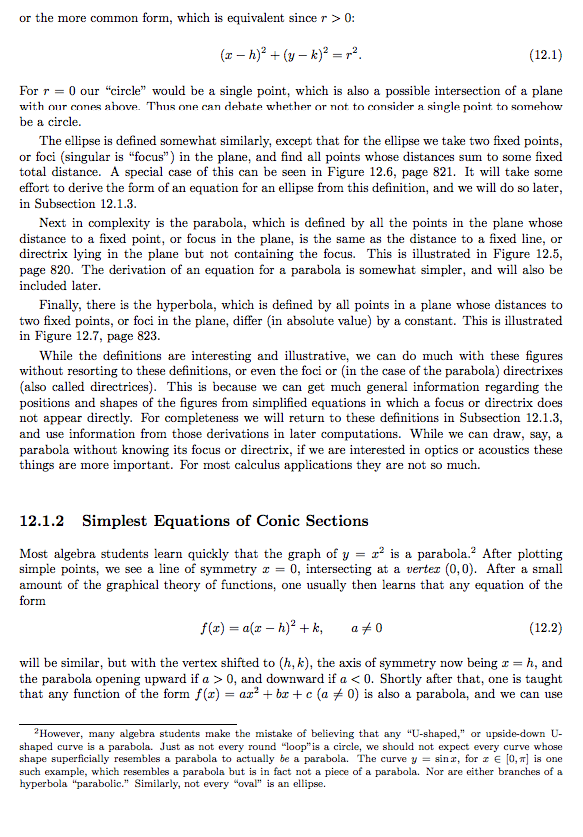 or the more common form, which is equivalent since r > 0:
(x − h)² + (y − k)² = r². (12.1)
For r = 0 our “circle” would be a single point, which is also a possible intersection of a plane
with our cones above. Thus one can debate whether or not to consider a single point to somehow
be a circle.
The ellipse is defined somewhat similarly, except that for the ellipse we take two fixed points,
or foci (singular is “focus”) in the plane, and find all points whose distances sum to some fixed
total distance. A special case of this can be seen in Figure 12.6, page 821. It will take some
effort to derive the form of an equation for an ellipse from this definition, and we will do so later,
in Subsection 12.1.3.
Next in complexity is the parabola, which is defined by all the points in the plane whose
distance to a fixed point, or focus in the plane, is the same as the distance to a fixed line, or
directrix lying in the plane but not containing the focus. This is illustrated in Figure 12.5,
page 820. The derivation of an equation for a parabola is somewhat simpler, and will also be
included later.
Finally, there is the hyperbola, which is defined by all points in a plane whose distances to
two fixed points, or foci in the plane, differ (in absolute value) by a constant. This is illustrated
in Figure 12.7, page 823.
While the definitions are interesting and illustrative, we can do much with these figures
without resorting to these definitions, or even the foci or (in the case of the parabola) directrixes
(also called directrices). This is because we can get much general information regarding the
positions and shapes of the figures from simplified equations in which a focus or directrix does
not appear directly. For completeness we will return to these definitions in Subsection 12.1.3,
and use information from those derivations in later computations. While we can draw, say, a
parabola without knowing its focus or directrix, if we are interested in optics or acoustics these
things are more important. For most calculus applications they are not so much.
12.1.2 Simplest Equations of Conic Sections
Most algebra students learn quickly that the graph of y = x² is a parabola.² After plotting
simple points, we see a line of symmetry x = 0, intersecting at a vertex (0, 0). After a small
amount of the graphical theory of functions, one usually then learns that any equation of the
form
f(x) = a(x − h)² + k, a ≠ 0 (12.2)
will be similar, but with the vertex shifted to (h, k), the axis of symmetry now being x = h, and
the parabola opening upward if a > 0, and downward if a < 0. Shortly after that, one is taught
that any function of the form f(x) = ax² + bx + c (a ≠ 0) is also a parabola, and we can use
²However, many algebra students make the mistake of believing that any “U-shaped,” or upside-down U-
shaped curve is a parabola. Just as not every round “loop”is a circle, we should not expect every curve whose
shape superficially resembles a parabola to actually be a parabola. The curve y = sin x, for x ∈ [0, π] is one
such example, which resembles a parabola but is in fact not a piece of a parabola. Nor are either branches of a
hyperbola “parabolic.” Similarly, not every “oval” is an ellipse.